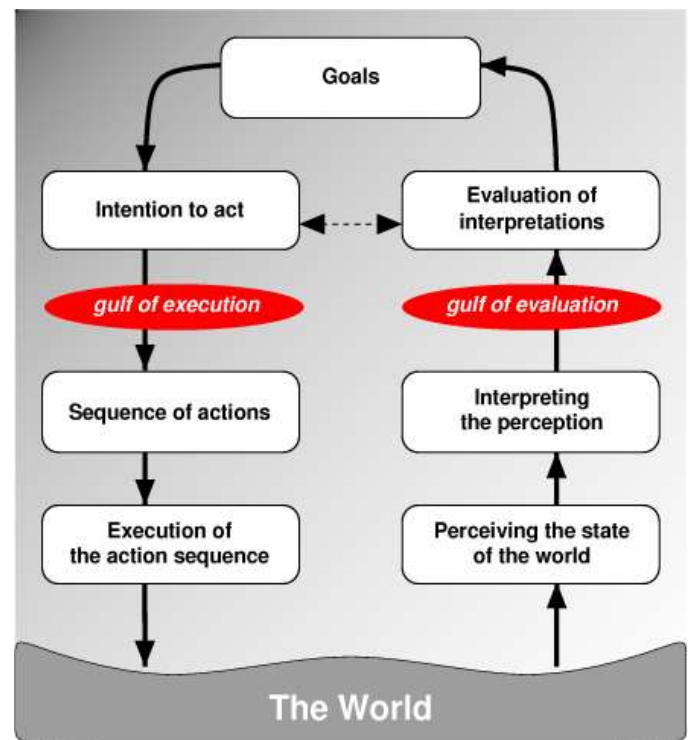 Goals
Intention to act
Evaluation of
interpretations
gulf of execution
gulf of evaluation
Sequence of actions
Interpreting
the perception
Execution of
the action sequence
Perceiving the state
of the world
The World